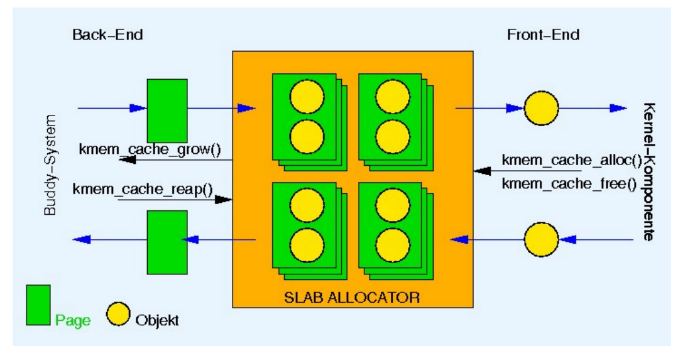 Back-End
Front-End
Buddy-System
kmem_cache_grow()
kmem_cache_reap()
kmem_cache_alloc()
kmem_cache_free()
Kernel-Komponente
SLAB ALLOCATOR
Page
Objekt